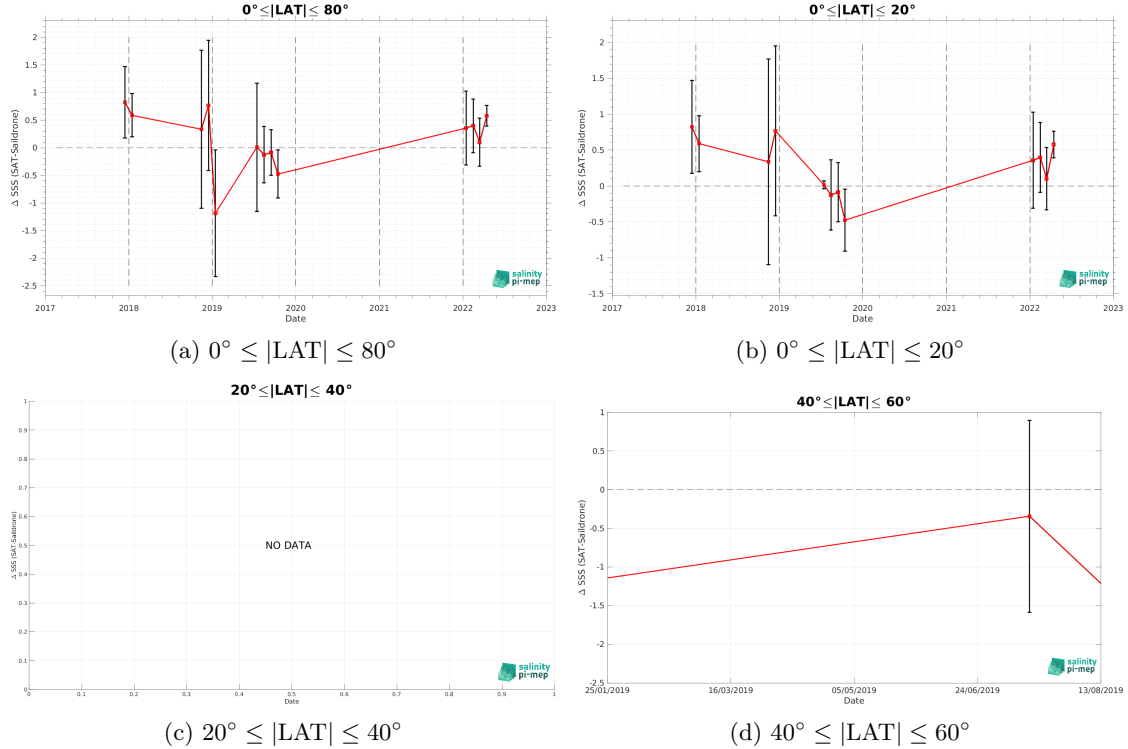 0°≤|LAT|≤ 80°
Δ SSS (SAT-Saildrone)
2
1.5
1
0.5
0
-0.5
-1
-1.5
-2
-2.5
2017 2018 2019 2020 2021 2022 2023
Date
salinity
pi-mep
(a) 0° ≤ |LAT| ≤ 80°
0°≤|LAT|≤ 20°
Δ SSS (SAT-Saildrone)
2
1.5
1
0.5
0
-0.5
-1
-1.5
2017 2018 2019 2020 2021 2022 2023
Date
salinity
pi-mep
(b) 0° ≤ |LAT| ≤ 20°
20°≤|LAT|≤ 40°
Δ SSS (SAT-Saildrone)
1
0.9
0.8
0.7
0.6
0.5
0.4
0.3
0.2
0.1
0
NO DATA
0 0.1 0.2 0.3 0.4 0.5 0.6 0.7 0.8 0.9 1
Date
salinity
pi-mep
(c) 20° ≤ |LAT| ≤ 40°
40°≤|LAT|≤ 60°
Δ SSS (SAT-Saildrone)
1
0.5
0
-0.5
-1
-1.5
-2
-2.5
25/01/2019 16/03/2019 05/05/2019 24/06/2019 13/08/2019
Date
salinity
pi-mep
(d) 40° ≤ |LAT| ≤ 60°